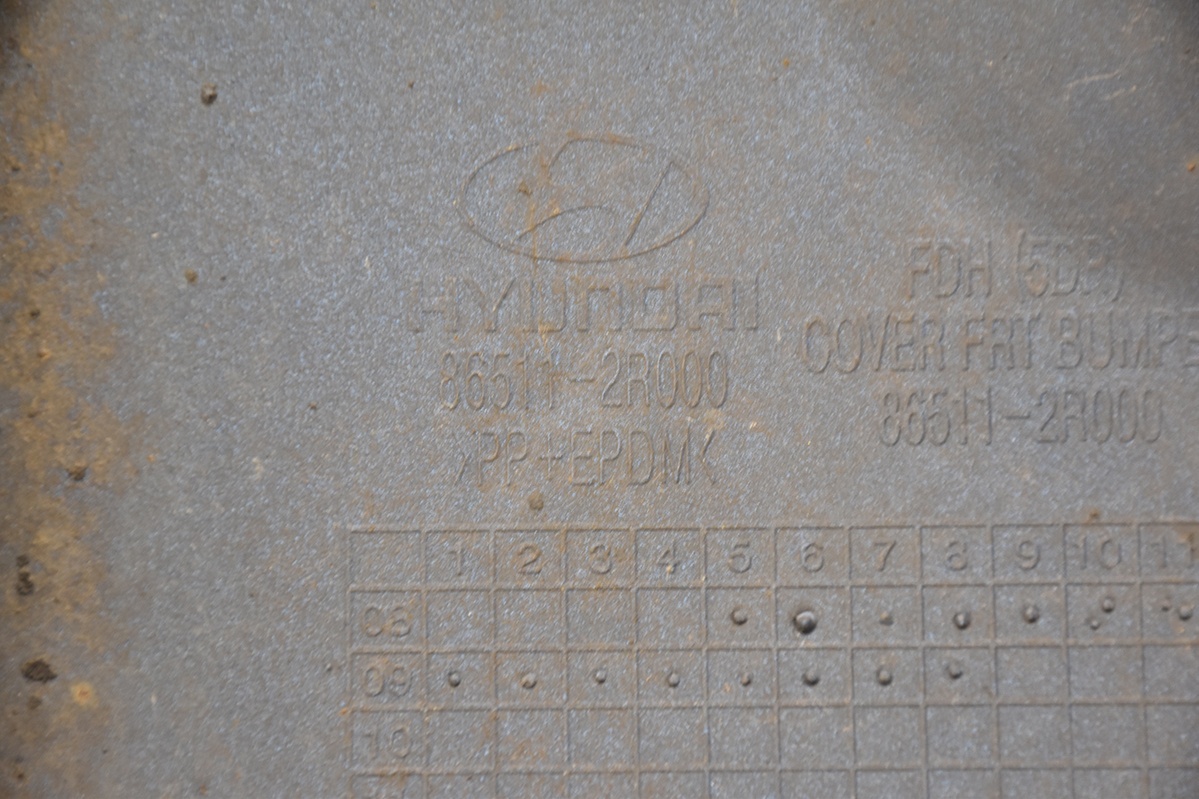 HYUNDAI
86511-2R000
>PP+EPDM<
FDH (5DR)
COVER FRT BUMPE
86511-2R000
1 2 3 4 5 6 7 8 9 10 11
08
09
10